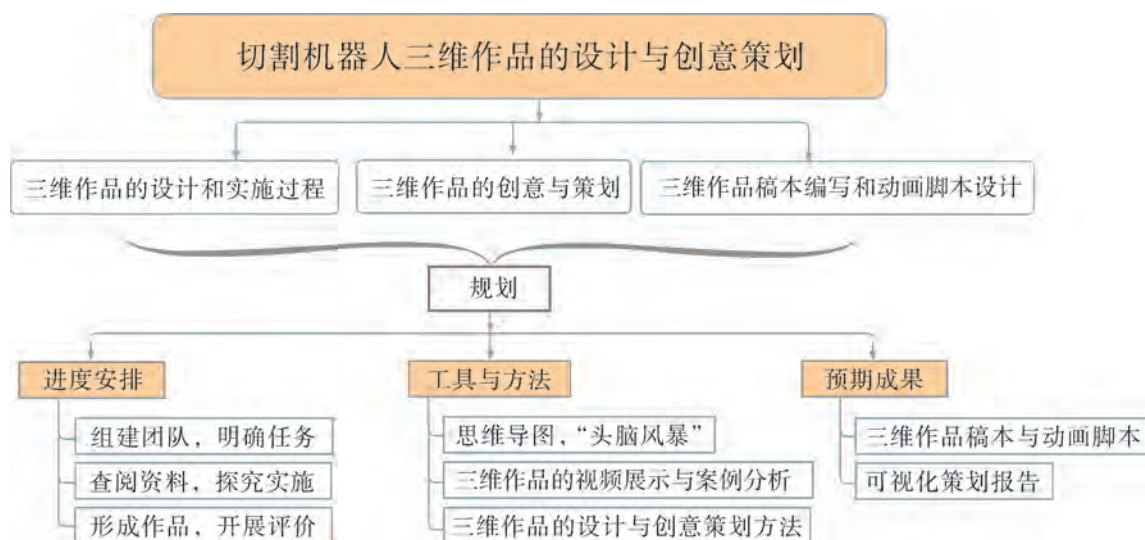 切割机器人三维作品的设计与创意策划
三维作品的设计和实施过程
三维作品的创意与策划
三维作品稿本编写和动画脚本设计
规划
进度安排
组建团队，明确任务
查阅资料，探究实施
形成作品，开展评价
工具与方法
思维导图，“头脑风暴”
三维作品的视频展示与案例分析
三维作品的设计与创意策划方法
预期成果
三维作品稿本与动画脚本
可视化策划报告